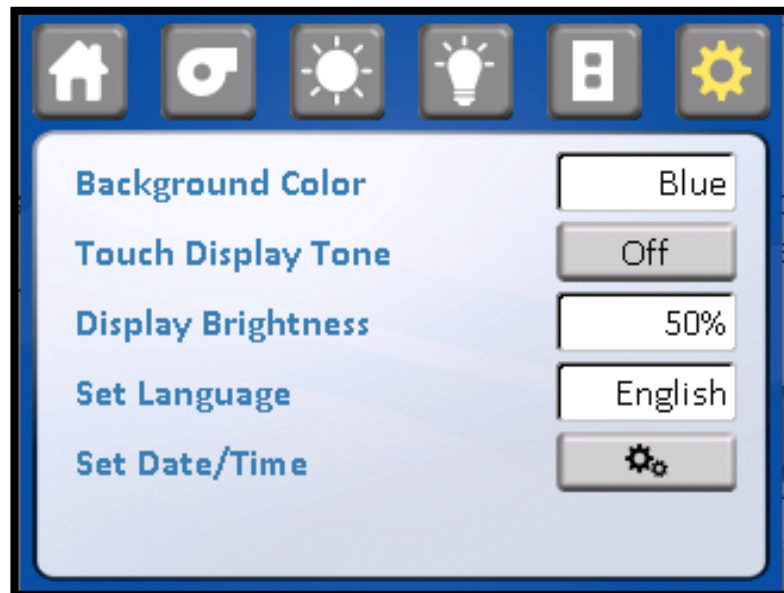 Background Color Blue
Touch Display Tone Off
Display Brightness 50%
Set Language English
Set Date/Time